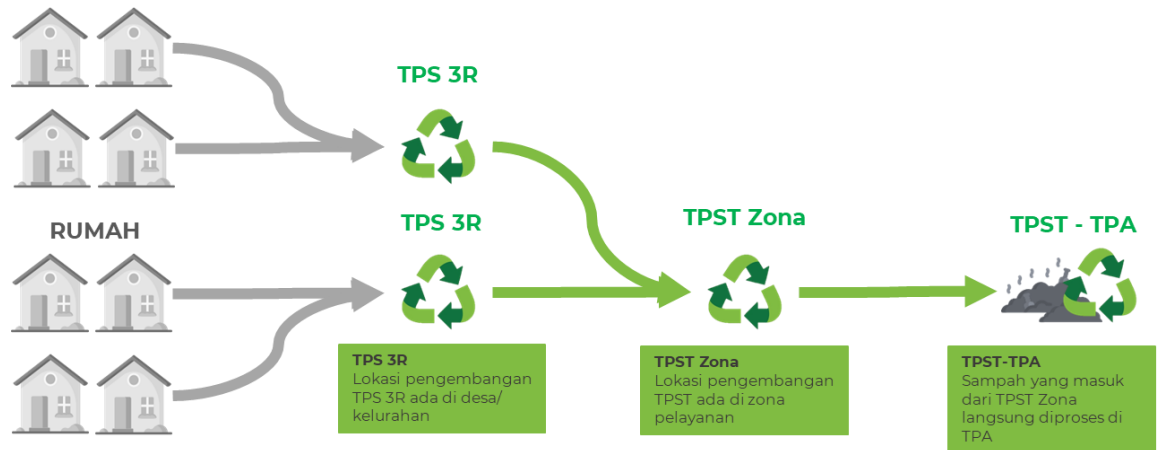 TPS 3R
RUMAH
TPS 3R
TPST Zona
TPST - TPA
TPS 3R
Lokasi pengembangan
TPS 3R ada di desa/
kelurahan
TPST Zona
Lokasi pengembangan
TPST ada di zona
pelayanan
TPST-TPA
Sampah yang masuk
dari TPST Zona
langsung diproses di
TPA